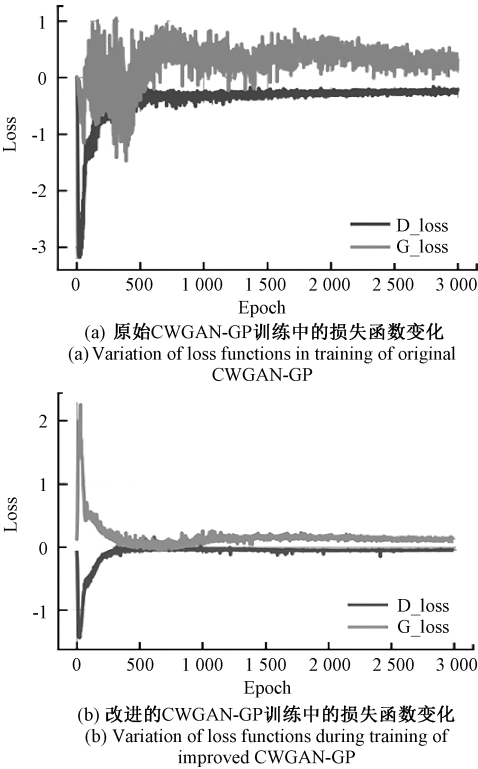 1
0
-1
-2
-3
Loss
D_loss
G_loss
0
500
1 000
1 500
2 000
2 500
3 000
Epoch
(a) 原始CWGAN-GP训练中的损失函数变化
(a) Variation of loss functions in training of original
CWGAN-GP
2
1
0
-1
Loss
D_loss
G_loss
0
500
1 000
1 500
2 000
2 500
3 000
Epoch
(b) 改进的CWGAN-GP训练中的损失函数变化
(b) Variation of loss functions during training of
improved CWGAN-GP